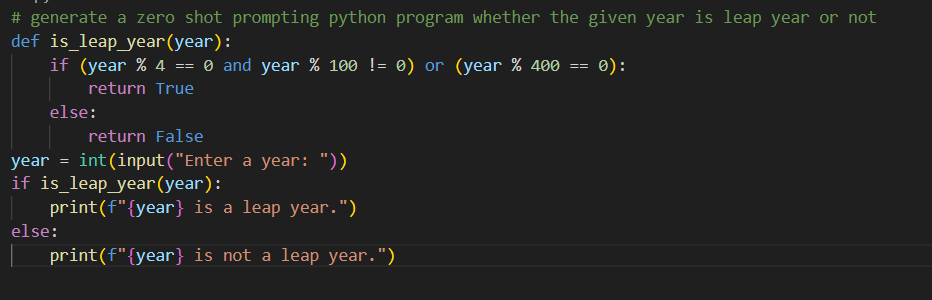 # generate a zero shot prompting python program whether the given year is leap year or not
def is_leap_year(year):
    if (year % 4 == 0 and year % 100 != 0) or (year % 400 == 0):
        return True
    else:
        return False
year = int(input("Enter a year: "))
if is_leap_year(year):
    print(f"{year} is a leap year.")
else:
    print(f"{year} is not a leap year.")